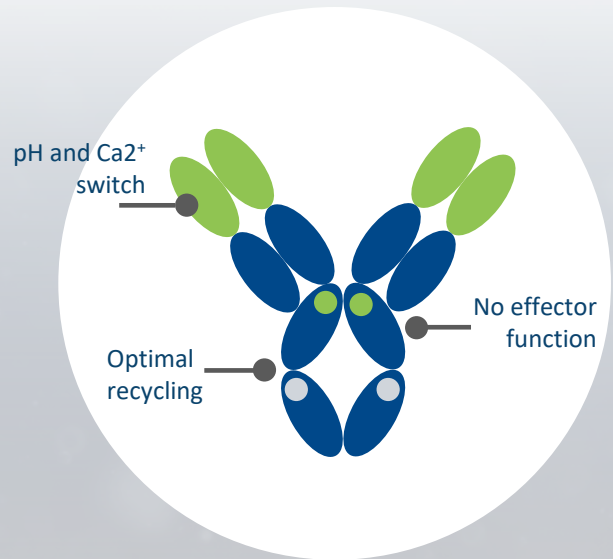 pH and Ca2⁺
switch
No effector
function
Optimal
recycling